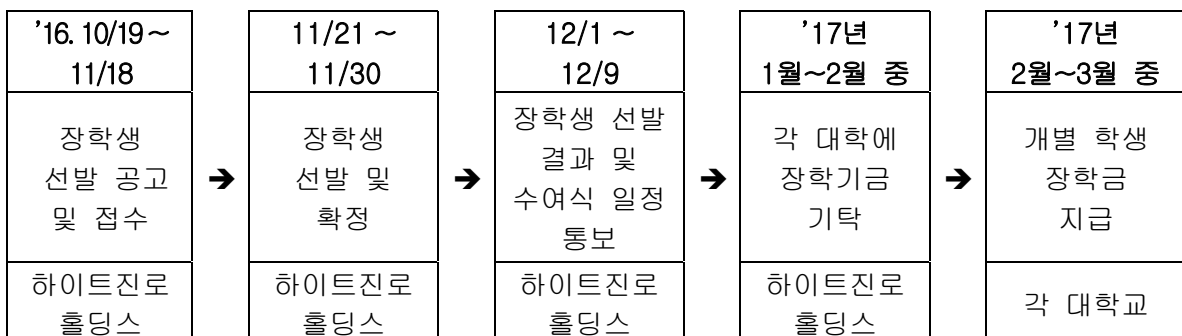 ’16. 10/19~
11/18
장학생
선발 공고
및 접수
하이트진로
홀딩스
➔
11/21 ~
11/30
장학생
선발 및
확정
하이트진로
홀딩스
➔
12/1 ~
12/9
장학생 선발
결과 및
수여식 일정
통보
하이트진로
홀딩스
➔
’17년
1월~2월 중
각 대학에
장학기금
기탁
하이트진로
홀딩스
➔
’17년
2월~3월 중
개별 학생
장학금
지급
각 대학교